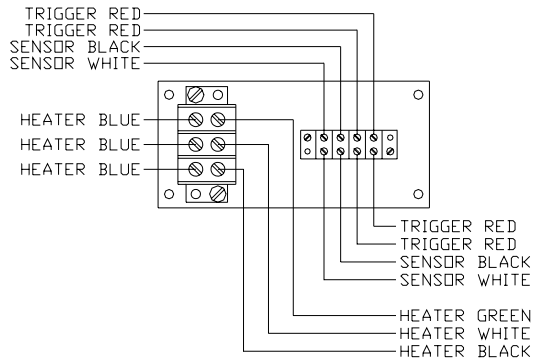 TRIGGER RED
TRIGGER RED
SENSOR BLACK
SENSOR WHITE
HEATER BLUE
HEATER BLUE
HEATER BLUE
TRIGGER RED
TRIGGER RED
SENSOR BLACK
SENSOR WHITE
HEATER GREEN
HEATER WHITE
HEATER BLACK